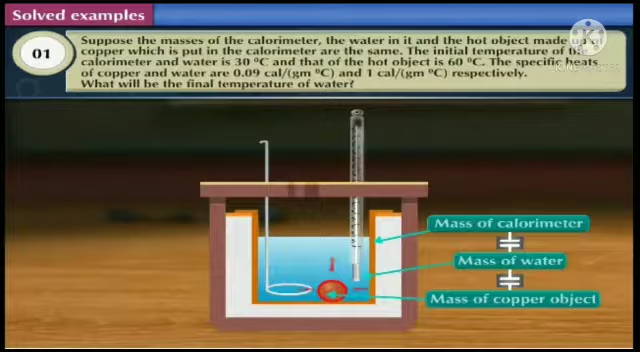 Solved examples
01
Suppose the masses of the calorimeter, the water in it and the hot object made up of
copper which is put in the calorimeter are the same. The initial temperature of the
calorimeter and water is 30 ⁰C and that of the hot object is 60 ⁰C. The specific heats
of copper and water are 0.09 cal/(gm ⁰C) and 1 cal/(gm ⁰C) respectively.
What will be the final temperature of water?
Mass of calorimeter
=
Mass of water
=
Mass of copper object